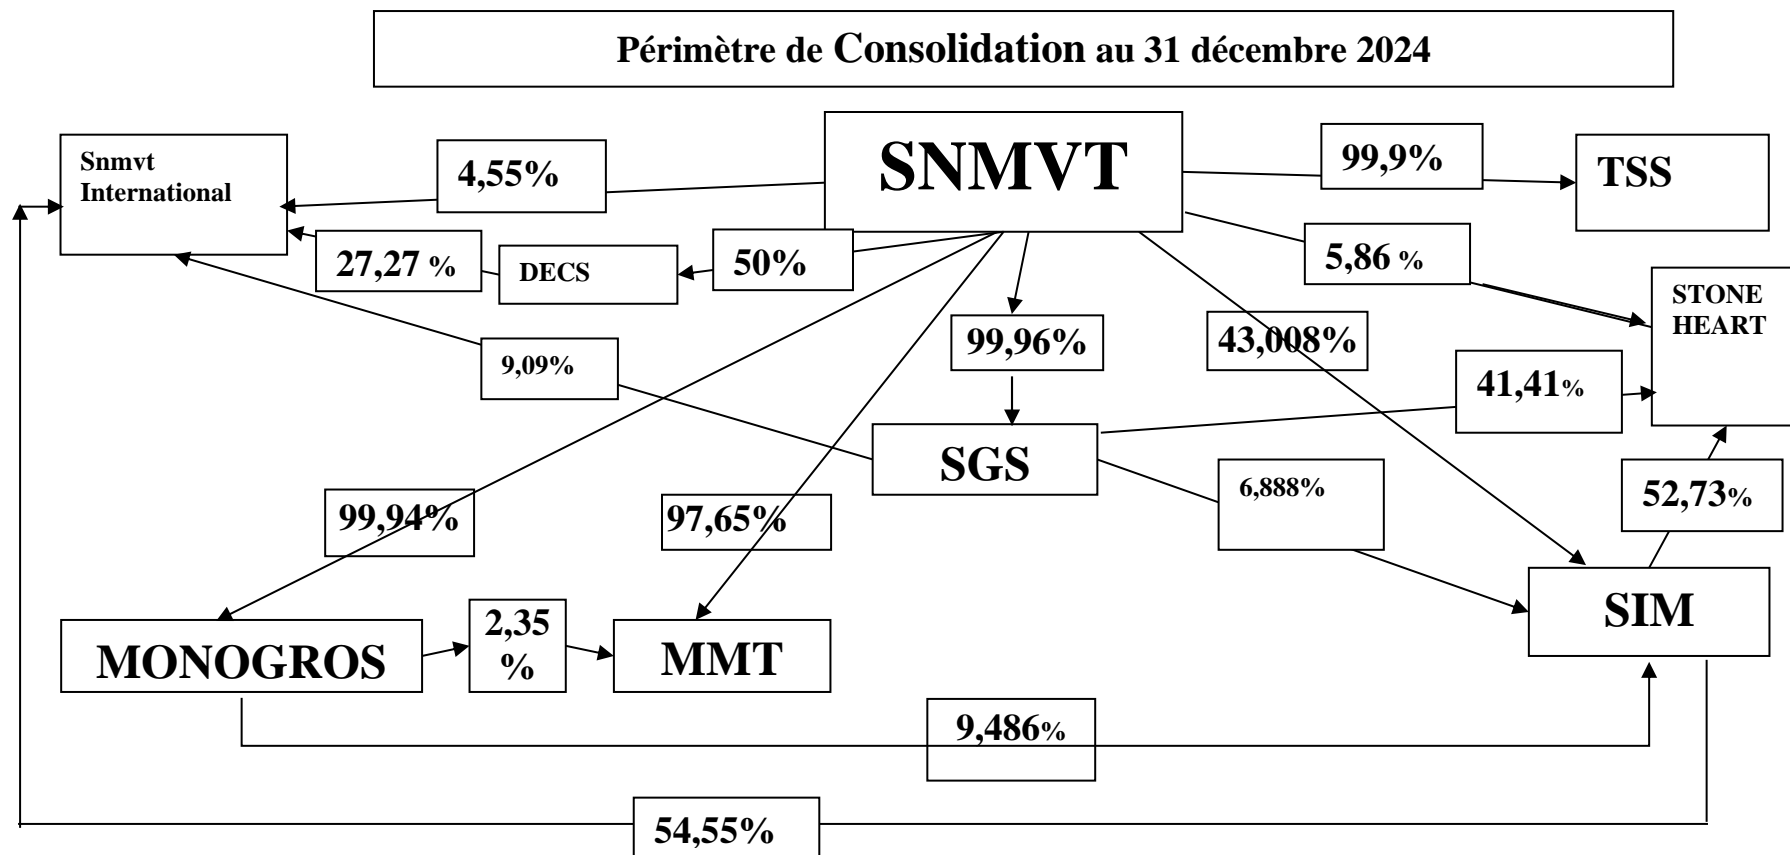 Périmètre de Consolidation au 31 décembre 2024
Snmvt
International
4,55%
SNMVT
99,9%
TSS
27,27 %
DECS
50%
5,86 %
STONE
HEART
9,09%
99,96%
43,008%
41,41%
SGS
99,94%
97,65%
6,888%
52,73%
MONOGROS
2,35
%
MMT
SIM
9,486%
54,55%